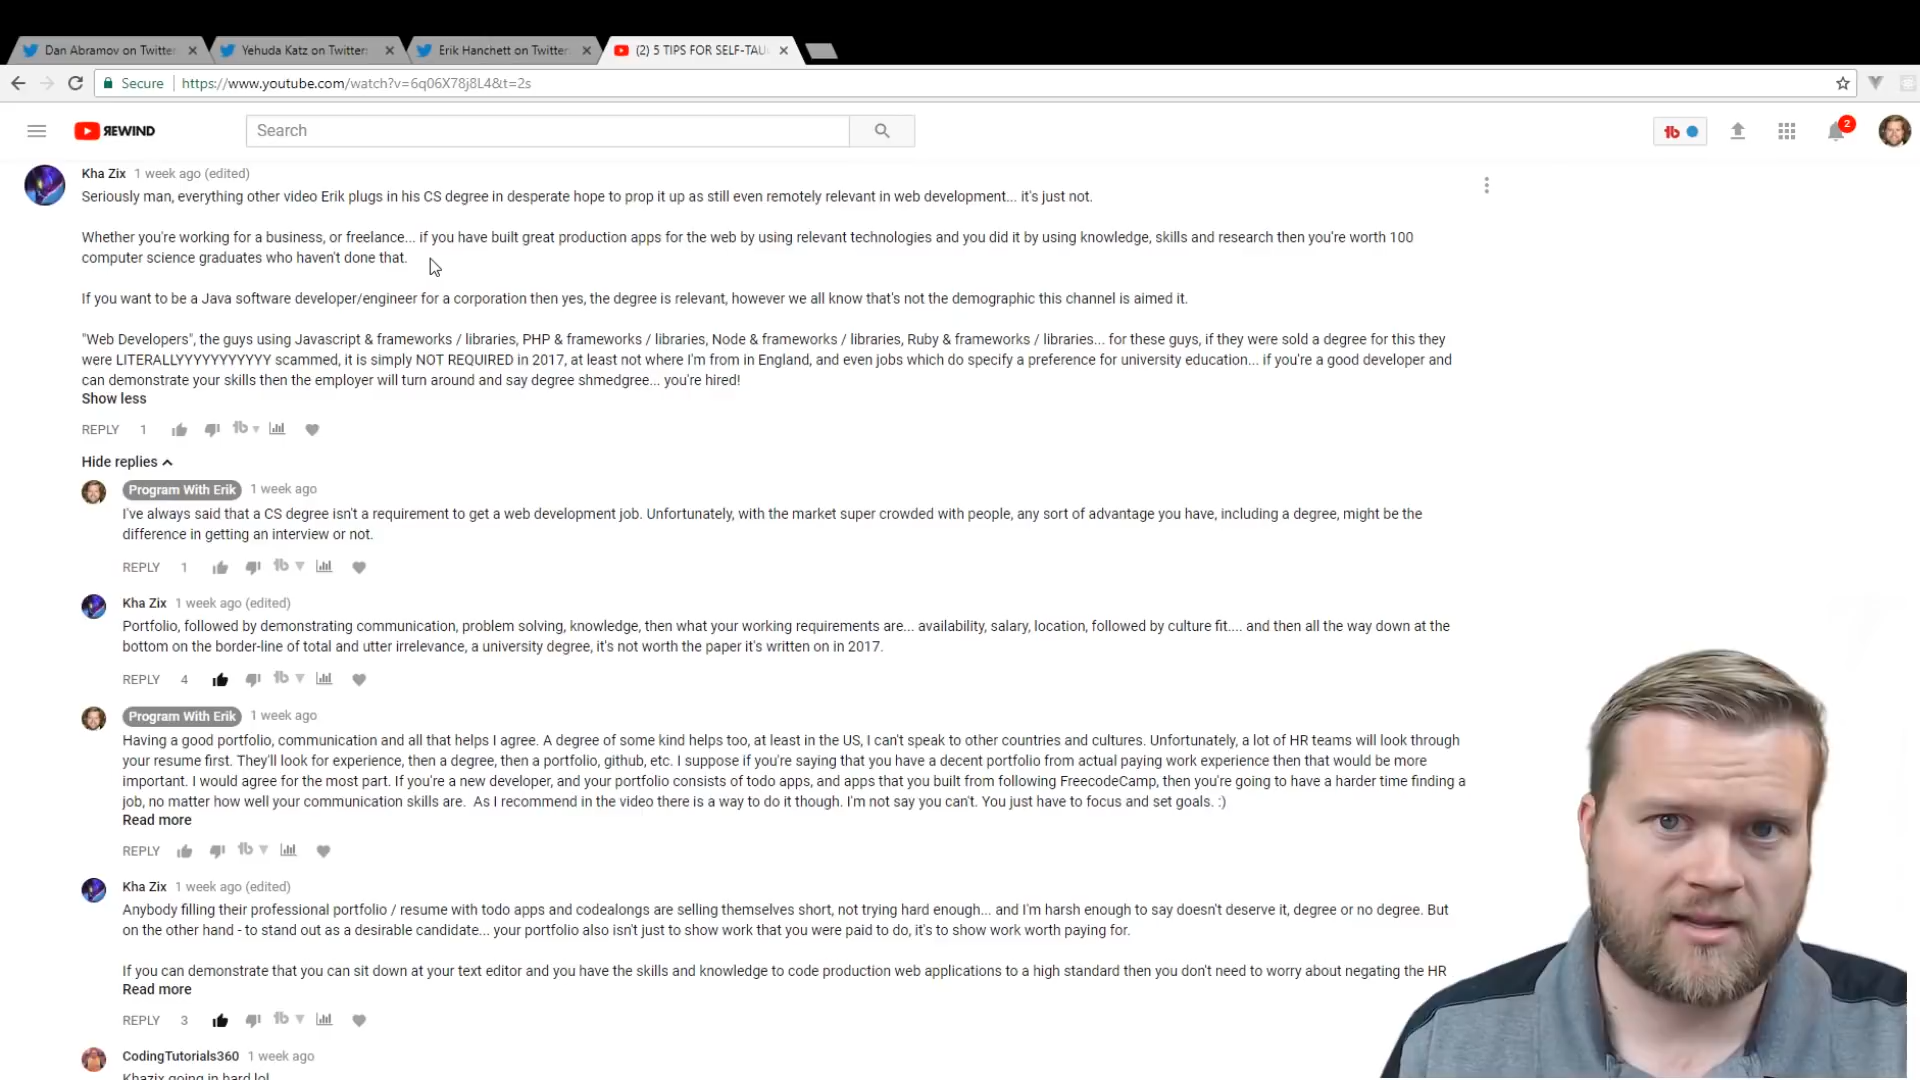 Dan Abramov on Twitte
Yehuda Katz on Twitter:
Erik Hanchett on Twitter
(2) 5 TIPS FOR SELF-TAU
Secure
https://www.youtube.com/watch?v=6q06X78j8L4&t=2s
REWIND
Search
2
Kha Zix 1 week ago (edited)
Seriously man, everything other video Erik plugs in his CS degree in desperate hope to prop it up as still even remotely relevant in web development... it's just not.
Whether you're working for a business, or freelance... if you have built great production apps for the web by using relevant technologies and you did it by using knowledge, skills and research then you're worth 100
computer science graduates who haven't done that.
If you want to be a Java software developer/engineer for a corporation then yes, the degree is relevant, however we all know that's not the demographic this channel is aimed it.
"Web Developers", the guys using Javascript & frameworks / libraries, PHP & frameworks / libraries, Node & frameworks / libraries, Ruby & frameworks / libraries... for these guys, if they were sold a degree for this they
were LITERALLYYYYYYYYYYY scammed, it is simply NOT REQUIRED in 2017, at least not where I'm from in England, and even jobs which do specify a preference for university education... if you're a good developer and
can demonstrate your skills then the employer will turn around and say degree shmedgree... you're hired!
Show less
REPLY 1
tb
Hide replies
Program With Erik 1 week ago
I've always said that a CS degree isn't a requirement to get a web development job. Unfortunately, with the market super crowded with people, any sort of advantage you have, including a degree, might be the
difference in getting an interview or not.
REPLY 1
tb
Kha Zix 1 week ago (edited)
Portfolio, followed by demonstrating communication, problem solving, knowledge, then what your working requirements are... availability, salary, location, followed by culture fit.... and then all the way down at the
bottom on the border-line of total and utter irrelevance, a university degree, it's not worth the paper it's written on in 2017.
REPLY 4
tb
Program With Erik 1 week ago
Having a good portfolio, communication and all that helps I agree. A degree of some kind helps too, at least in the US, I can't speak to other countries and cultures. Unfortunately, a lot of HR teams will look through
your resume first. They'll look for experience, then a degree, then a portfolio, github, etc. I suppose if you're saying that you have a decent portfolio from actual paying work experience then that would be more
important. I would agree for the most part. If you're a new developer, and your portfolio consists of todo apps, and apps that you built from following FreecodeCamp, then you're going to have a harder time finding a
job, no matter how well your communication skills are. As I recommend in the video there is a way to do it though. I'm not say you can't. You just have to focus and set goals. :)
Read more
REPLY
tb
Kha Zix 1 week ago (edited)
Anybody filling their professional portfolio / resume with todo apps and codealongs are selling themselves short, not trying hard enough... and I'm harsh enough to say doesn't deserve it, degree or no degree. But
on the other hand - to stand out as a desirable candidate... your portfolio also isn't just to show work that you were paid to do, it's to show work worth paying for.
If you can demonstrate that you can sit down at your text editor and you have the skills and knowledge to code production web applications to a high standard then you don't need to worry about negating the HR
Read more
REPLY 3
tb
CodingTutorials360 1 week ago
Khazix going in hard lol